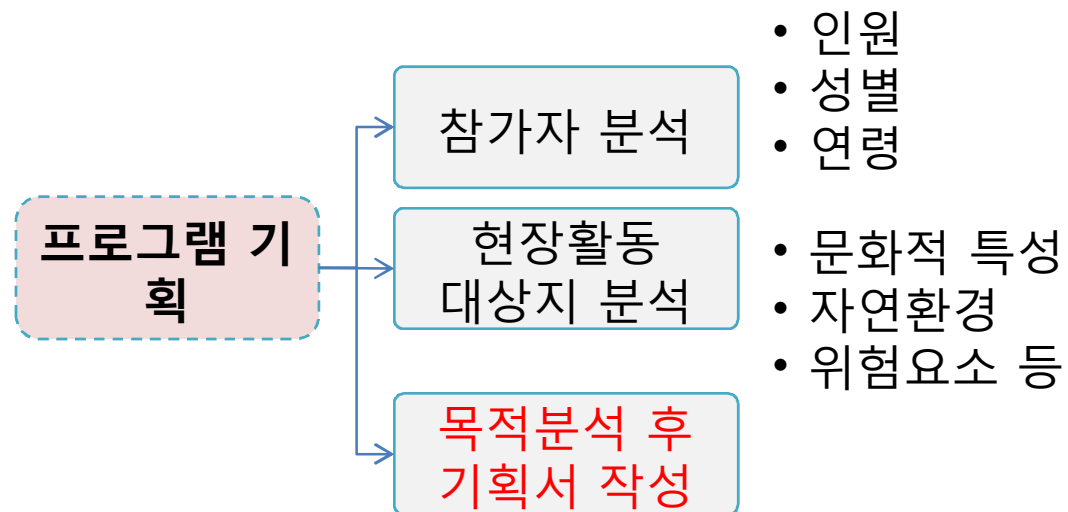 프로그램 기
획
참가자 분석
• 인원
• 성별
• 연령
현장활동
대상지 분석
• 문화적 특성
• 자연환경
• 위험요소 등
목적분석 후
기획서 작성